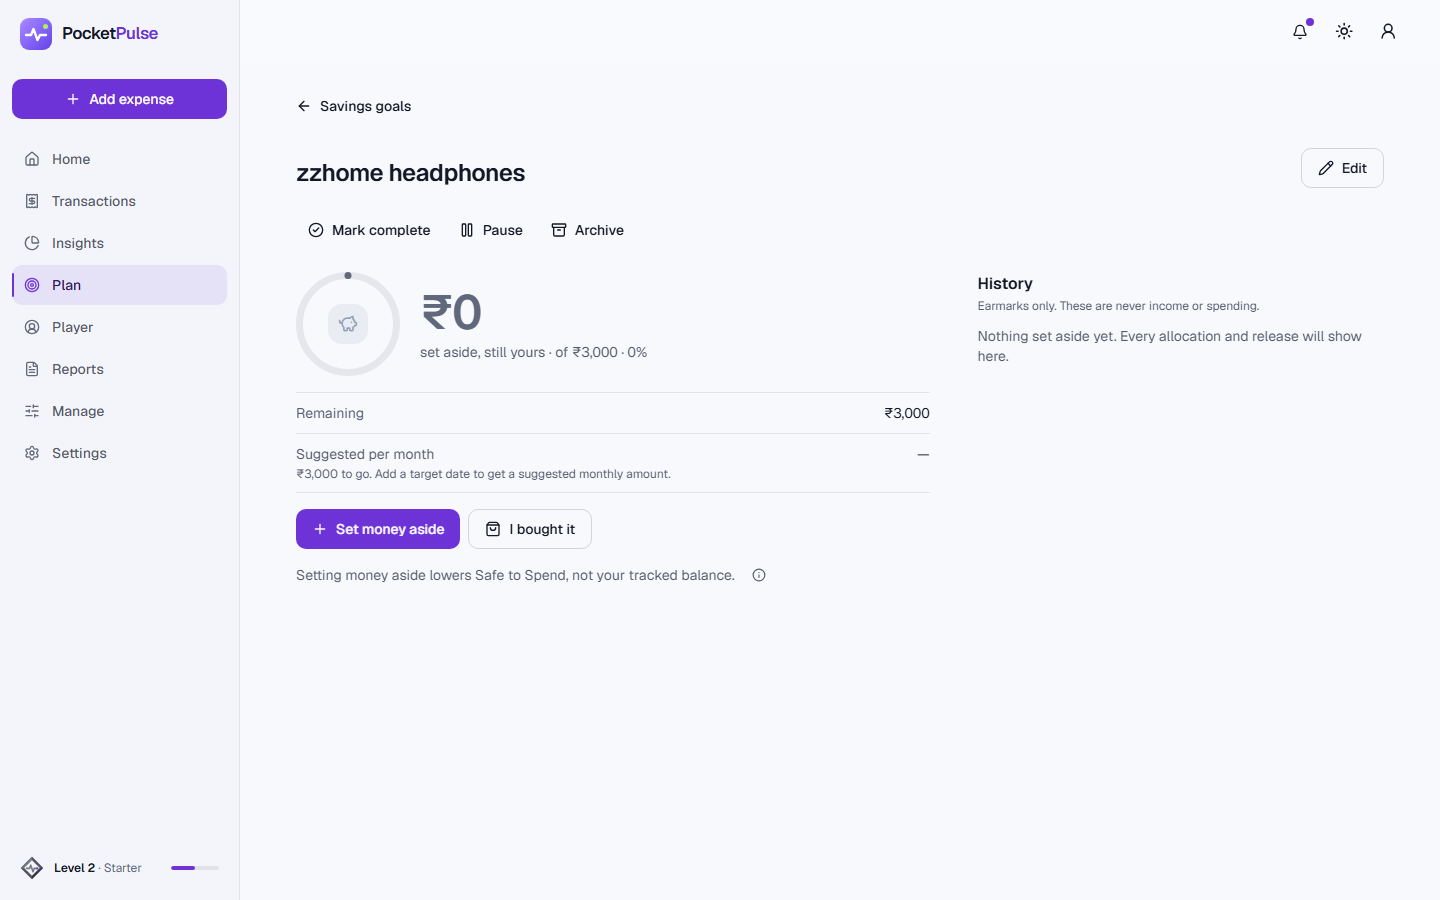 PocketPulse
Add expense
Home
Transactions
Insights
Plan
Player
Reports
Manage
Settings
Level 2 · Starter
Savings goals
zzhome headphones
Edit
Mark complete
Pause
Archive
₹0
set aside, still yours · of ₹3,000 · 0%
Remaining
₹3,000
Suggested per month
—
₹3,000 to go. Add a target date to get a suggested monthly amount.
Set money aside
I bought it
Setting money aside lowers Safe to Spend, not your tracked balance.
History
Earmarks only. These are never income or spending.
Nothing set aside yet. Every allocation and release will show
here.